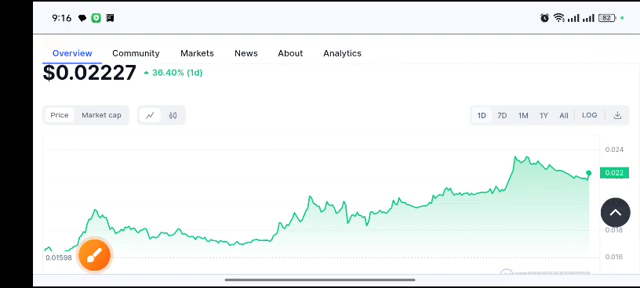 9:16
82
Overview Community Markets News About Analytics
$0.02227 36.40% (1d)
Price Market cap 1D 7D 1M 1Y All LOG
0.024
0.022
0.018
0.01598 0.016